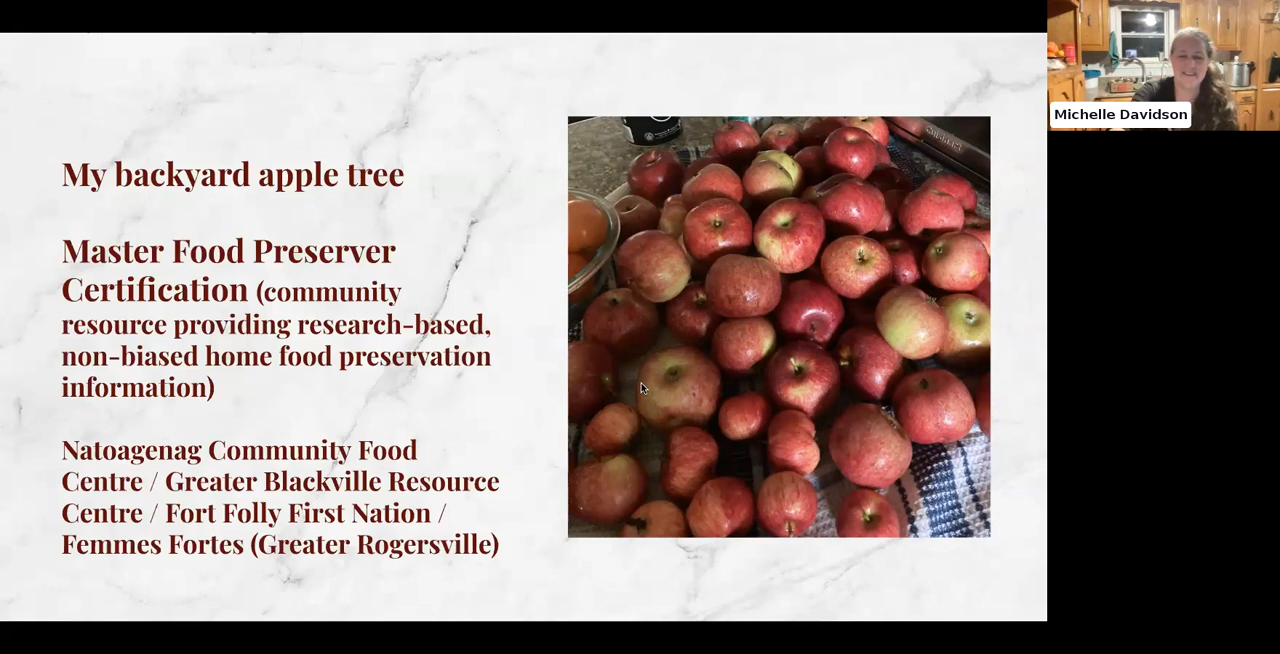 My backyard apple tree
Master Food Preserver
Certification (community
resource providing research-based,
non-biased home food preservation
information)
Natoagenag Community Food
Centre / Greater Blackville Resource
Centre / Fort Folly First Nation /
Femmes Fortes (Greater Rogersville)
Michelle Davidson